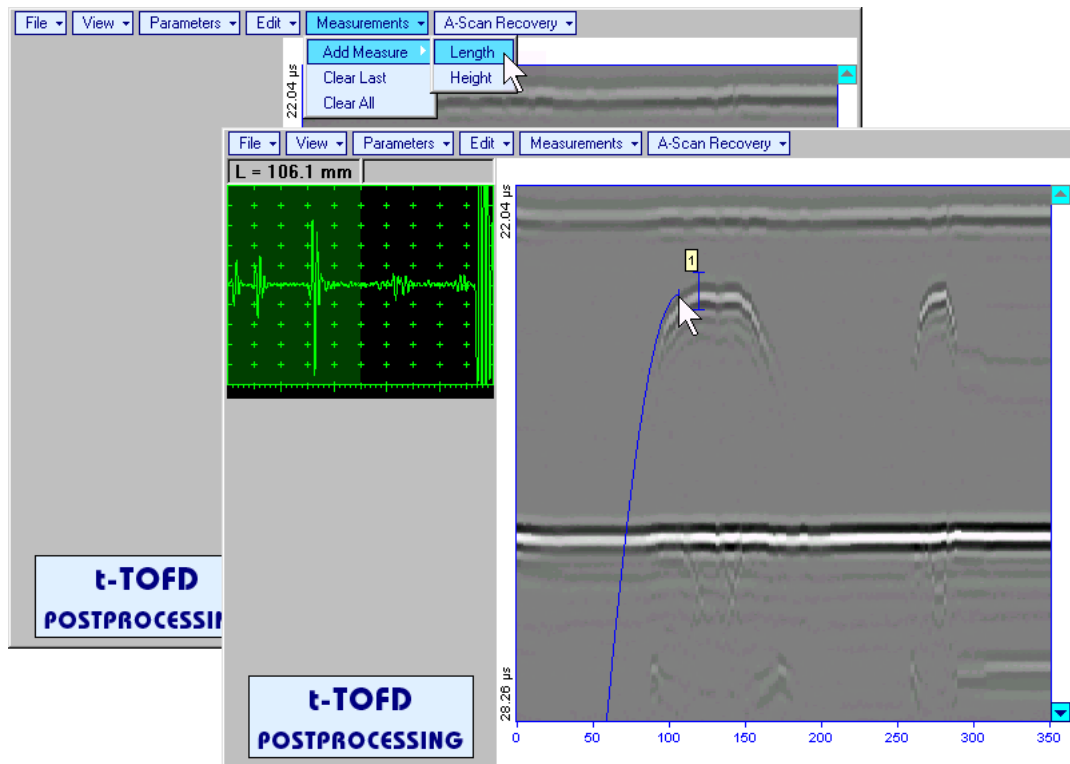 File View Parameters Edit Measurements A-Scan Recovery
Add Measure Length
Clear Last Height
Clear All
22.04 µs
t-TOFD
POSTPROCESSIN
File View Parameters Edit Measurements A-Scan Recovery
L = 106.1 mm
22.04 µs
1
28.26 µs
0 50 100 150 200 250 300 350
t-TOFD
POSTPROCESSING